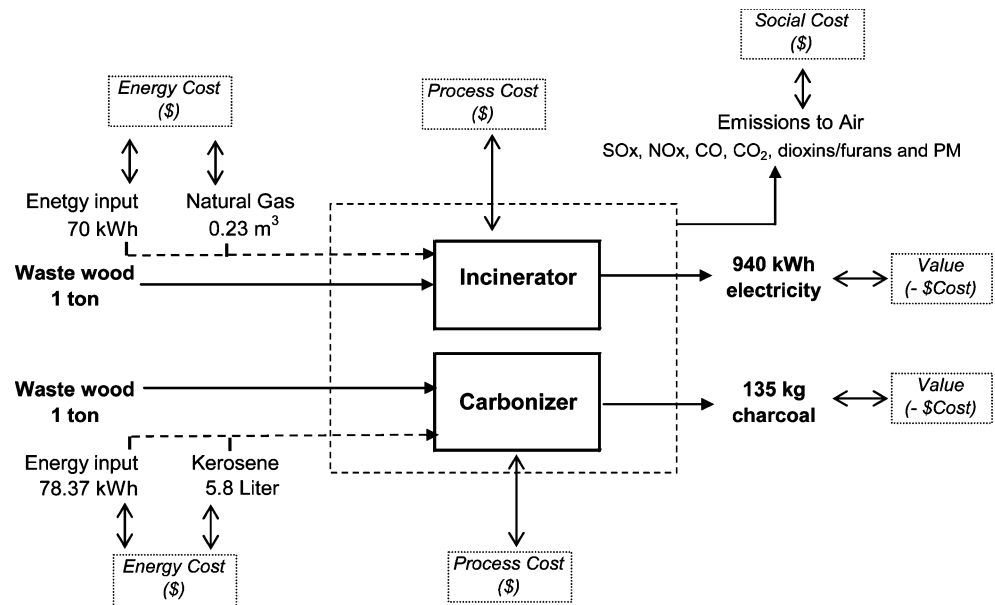 Social Cost
($)
Energy Cost
($)
Process Cost
($)
Emissions to Air
SOx, NOx, CO, CO₂, dioxins/furans and PM
Enetgy input
70 kWh
Natural Gas
0.23 m³
Waste wood
1 ton
Incinerator
940 kWh
electricity
Value
(- $Cost)
Waste wood
1 ton
Carbonizer
135 kg
charcoal
Value
(- $Cost)
Energy input
78.37 kWh
Kerosene
5.8 Liter
Energy Cost
($)
Process Cost
($)